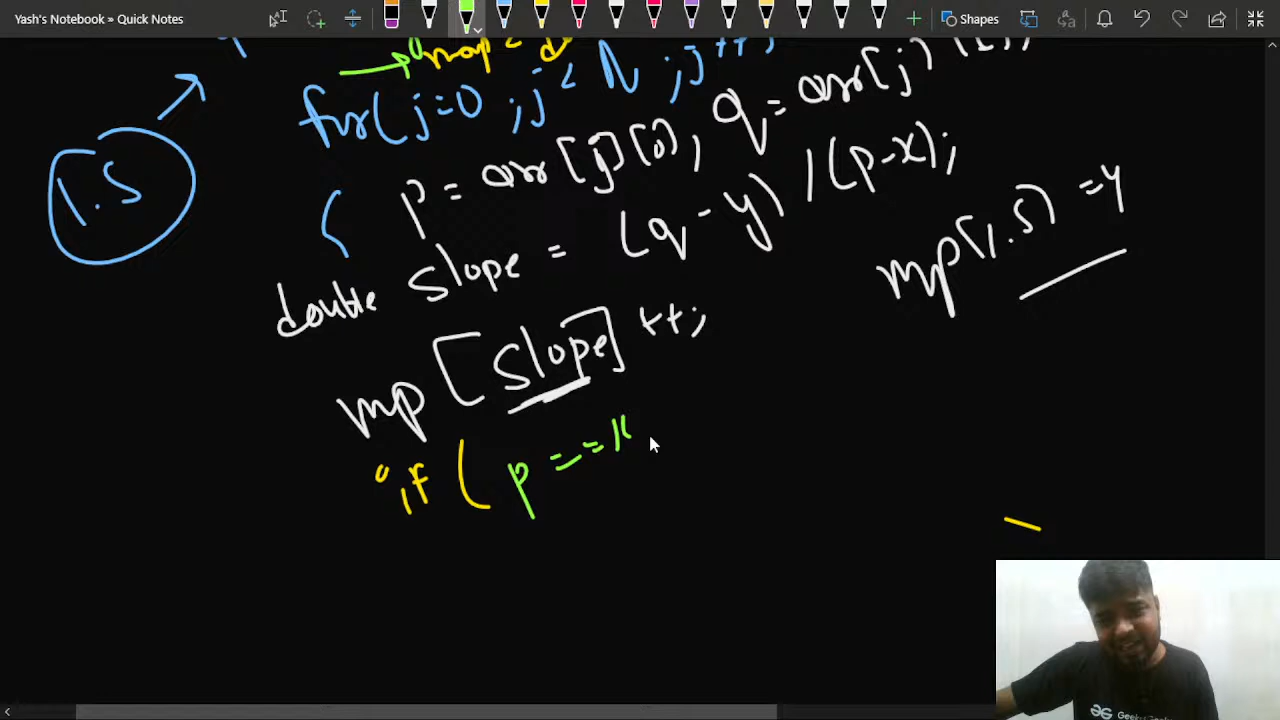 Yash's Notebook » Quick Notes
Shapes
map<d
for(j=0 ;j<N ;j++
1.5
p = arr[j][0], q= arr[j]
double slope = (q-y) /(p-x);
mp[1.5] =4
mp[slope]++;
if ( p ==